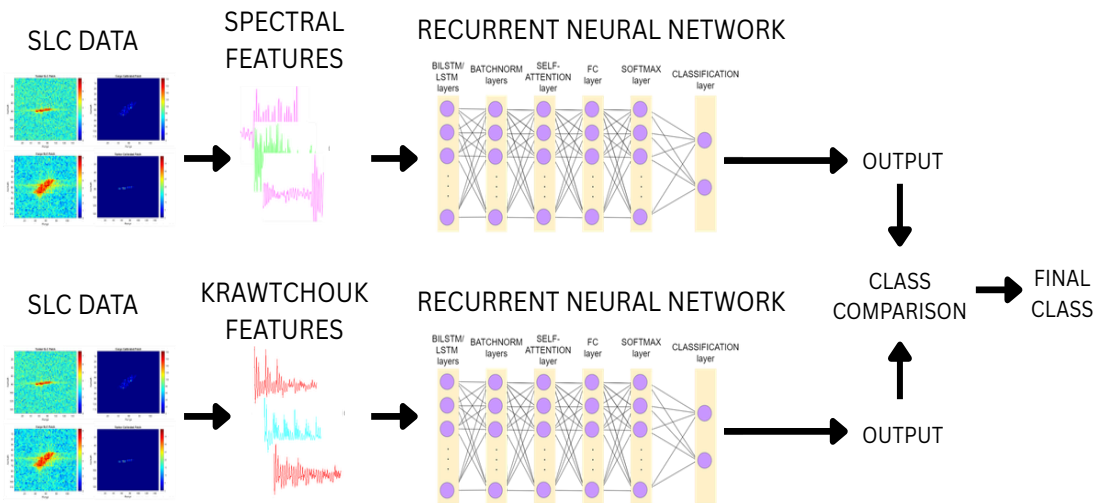 SLC DATA
SPECTRAL
FEATURES
RECURRENT NEURAL NETWORK
BILSTM/
LSTM
layers
BATCHNORM
layers
SELF-
ATTENTION
layer
FC
layer
SOFTMAX
layer
CLASSIFICATION
layer
OUTPUT
CLASS
COMPARISON
FINAL
CLASS
SLC DATA
KRAWTCHOUK
FEATURES
RECURRENT NEURAL NETWORK
BILSTM/
LSTM
layers
BATCHNORM
layers
SELF-
ATTENTION
layer
FC
layer
SOFTMAX
layer
CLASSIFICATION
layer
OUTPUT